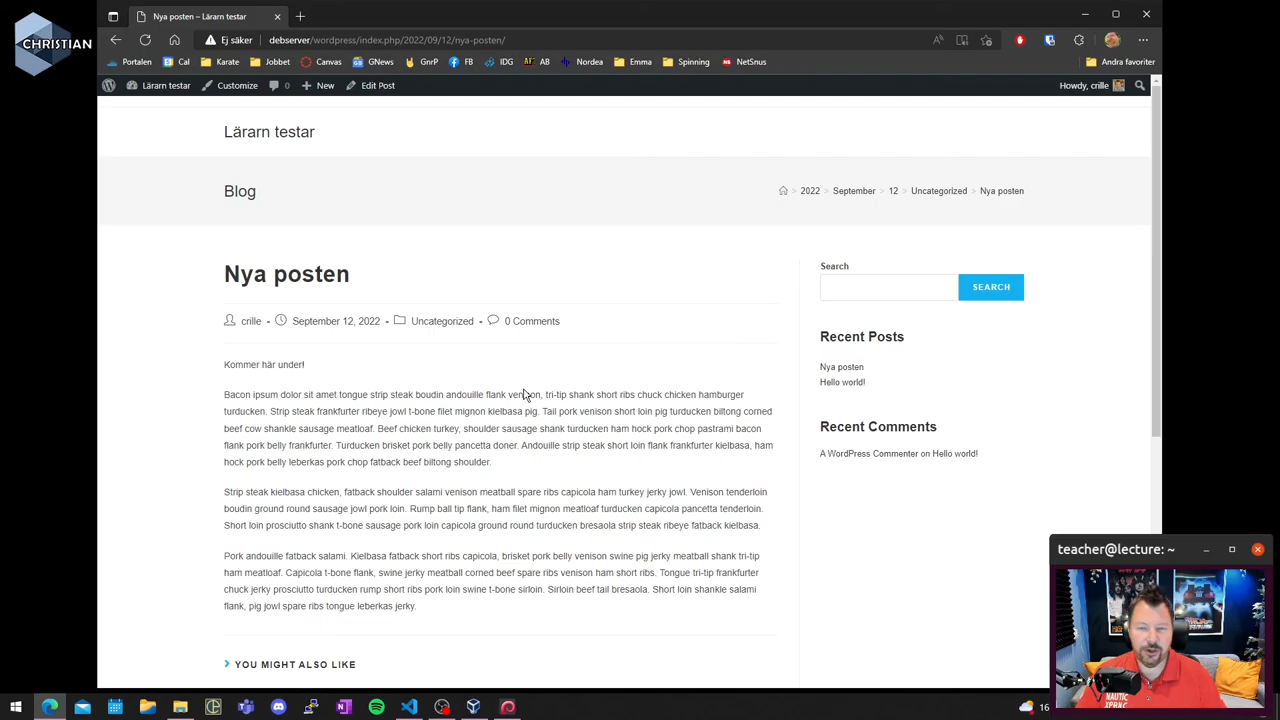 CHRISTIAN
Nya posten – Lärarn testar
Ej säker debserver/wordpress/index.php/2022/09/12/nya-posten/
Portalen Cal Karate Jobbet Canvas GNews GnrP FB IDG AB Nordea Emma Spinning NetSnus Andra favoriter
Lärarn testar Customize 0 New Edit Post Howdy, crille
Lärarn testar
Blog
> 2022 > September > 12 > Uncategorized > Nya posten
Nya posten
crille - September 12, 2022 - Uncategorized - 0 Comments
Kommer här under!
Bacon ipsum dolor sit amet tongue strip steak boudin andouille flank venison, tri-tip shank short ribs chuck chicken hamburger
turducken. Strip steak frankfurter ribeye jowl t-bone filet mignon kielbasa pig. Tail pork venison short loin pig turducken biltong corned
beef cow shankle sausage meatloaf. Beef chicken turkey, shoulder sausage shank turducken ham hock pork chop pastrami bacon
flank pork belly frankfurter. Turducken brisket pork belly pancetta doner. Andouille strip steak short loin flank frankfurter kielbasa, ham
hock pork belly leberkas pork chop fatback beef biltong shoulder.
Strip steak kielbasa chicken, fatback shoulder salami venison meatball spare ribs capicola ham turkey jerky jowl. Venison tenderloin
boudin ground round sausage jowl pork loin. Rump ball tip flank, ham filet mignon meatloaf turducken capicola pancetta tenderloin.
Short loin prosciutto shank t-bone sausage pork loin capicola ground round turducken bresaola strip steak ribeye fatback kielbasa.
Pork andouille fatback salami. Kielbasa fatback short ribs capicola, brisket pork belly venison swine pig jerky meatball shank tri-tip
ham meatloaf. Capicola t-bone flank, swine jerky meatball corned beef spare ribs venison ham short ribs. Tongue tri-tip frankfurter
chuck jerky prosciutto turducken rump short ribs pork loin swine t-bone sirloin. Sirloin beef tail bresaola. Short loin shankle salami
flank, pig jowl spare ribs tongue leberkas jerky.
YOU MIGHT ALSO LIKE
Search
SEARCH
Recent Posts
Nya posten
Hello world!
Recent Comments
A WordPress Commenter on Hello world!
teacher@lecture: ~
NAUTIC
16